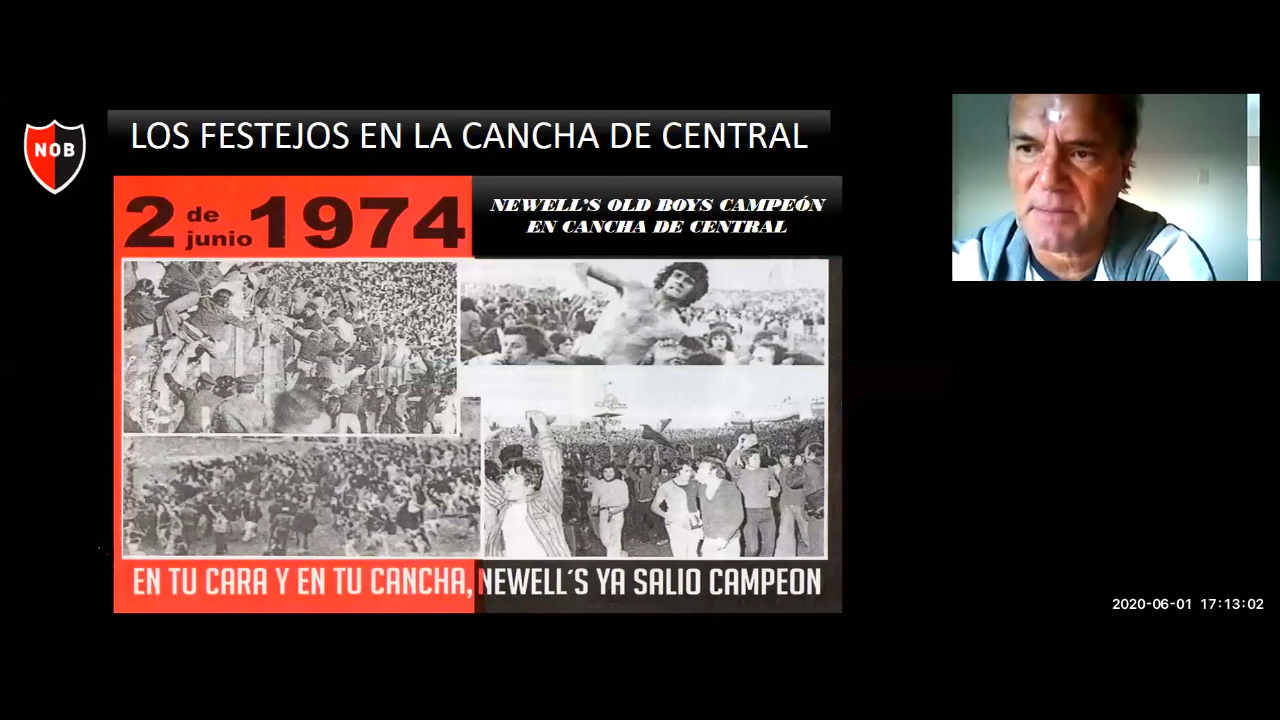 LOS FESTEJOS EN LA CANCHA DE CENTRAL
NOB
2 de junio 1974
NEWELL'S OLD BOYS CAMPEÓN
EN CANCHA DE CENTRAL
EN TU CARA Y EN TU CANCHA, NEWELL´S YA SALIO CAMPEON
2020-06-01 17:13:02